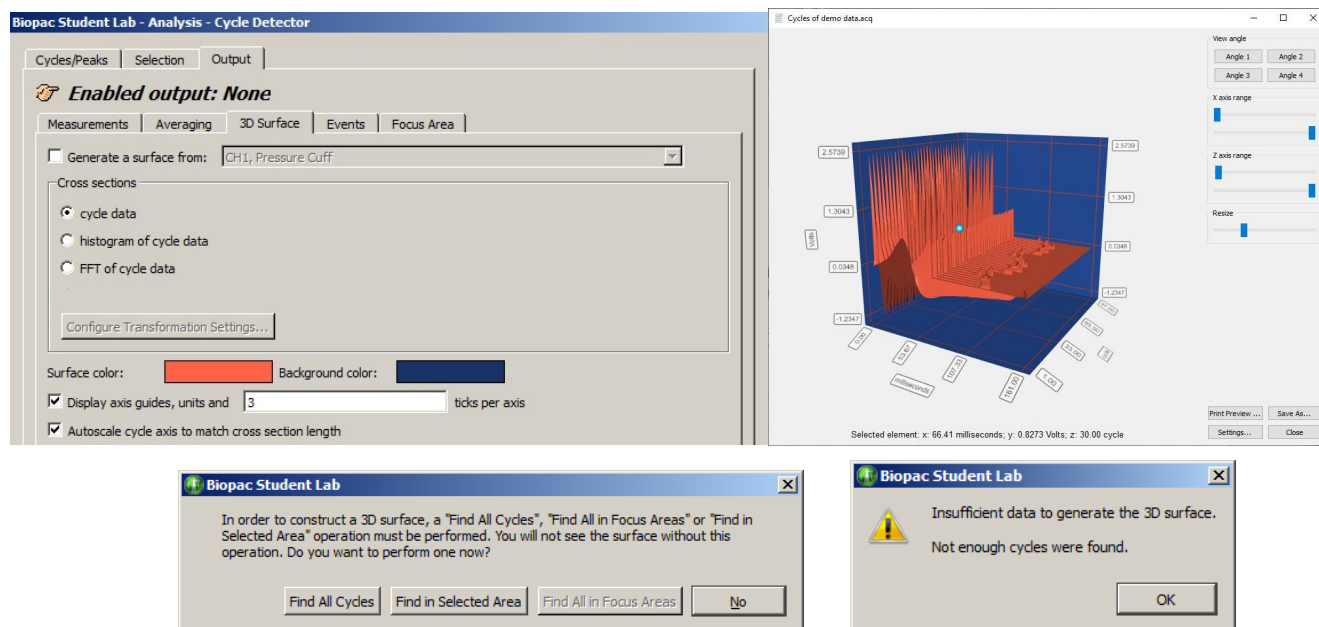 Biopac Student Lab - Analysis - Cycle Detector
Cycles/Peaks
Selection
Output
Enabled output: None
Measurements
Averaging
3D Surface
Events
Focus Area
Generate a surface from:
CH1, Pressure Cuff
Cross sections
cycle data
histogram of cycle data
FFT of cycle data
Configure Transformation Settings...
Surface color:
Background color:
Display axis guides, units and
3
ticks per axis
Autoscale cycle axis to match cross section length
Cycles of demo data.acq
View angle
Angle 1
Angle 2
Angle 3
Angle 4
X axis range
Z axis range
Resize
2.5739
1.3043
Volts
0.0348
-1.2347
2.5739
1.3043
0.0348
-1.2347
0.00
53.67
107.33
161.00
milliseconds
1.00
33.00
Print Preview ...
Save As...
Settings...
Close
Selected element: x: 66.41 milliseconds; y: 0.8273 Volts; z: 30.00 cycle
Biopac Student Lab
In order to construct a 3D surface, a "Find All Cycles", "Find All in Focus Areas" or "Find in
Selected Area" operation must be performed. You will not see the surface without this
operation. Do you want to perform one now?
Find All Cycles
Find in Selected Area
Find All in Focus Areas
No
Biopac Student Lab
Insufficient data to generate the 3D surface.
Not enough cycles were found.
OK